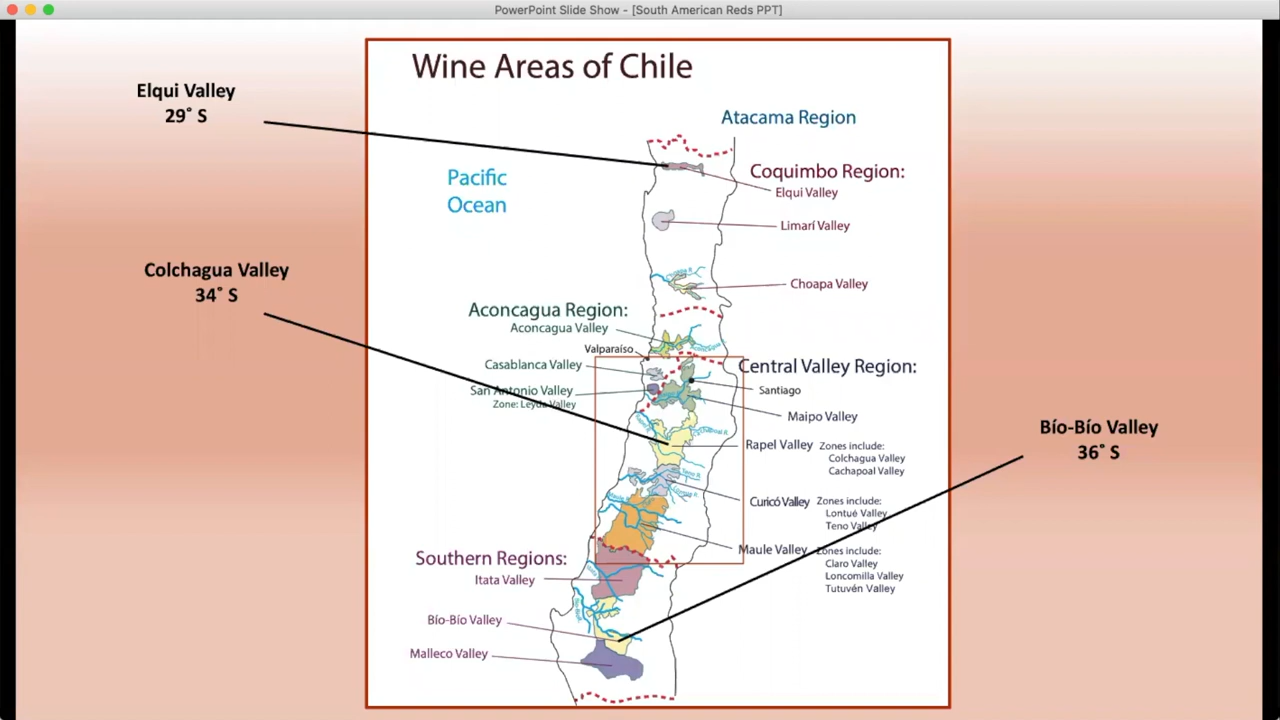 PowerPoint Slide Show - [South American Reds PPT]
Wine Areas of Chile
Elqui Valley
29° S
Atacama Region
Pacific
Ocean
Coquimbo Region:
Elqui Valley
Limarí Valley
Colchagua Valley
34° S
Choapa Valley
Aconcagua Region:
Aconcagua Valley
Valparaíso
Casablanca Valley
San Antonio Valley
Zone: Leyda Valley
Central Valley Region:
Santiago
Maipo Valley
Rapel Valley Zones include:
Colchagua Valley
Cachapoal Valley
Bío-Bío Valley
36° S
Curicó Valley Zones include:
Lontué Valley
Teno Valley
Maule Valley Zones include:
Claro Valley
Loncomilla Valley
Tutuvén Valley
Southern Regions:
Itata Valley
Bío-Bío Valley
Malleco Valley